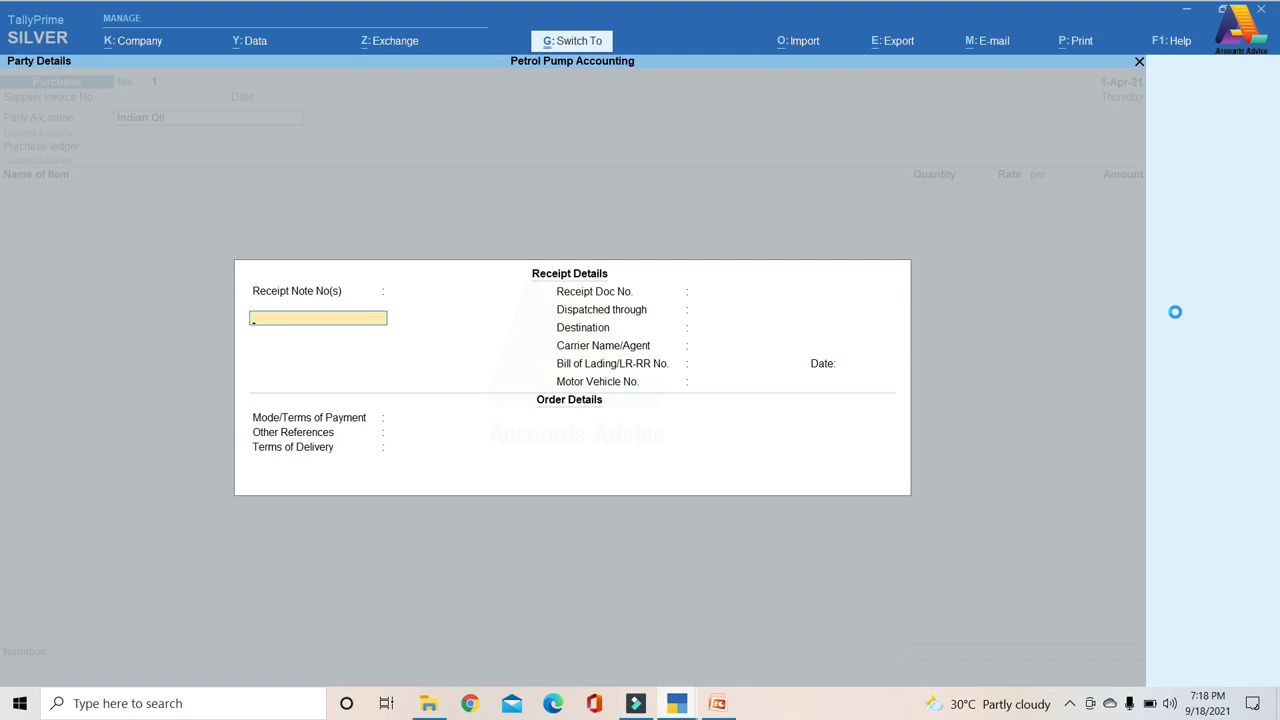 TallyPrime
SILVER
MANAGE
K: Company
Y: Data
Z: Exchange
G: Switch To
O: Import
E: Export
M: E-mail
P: Print
F1: Help
Accounts Advice
Party Details
Petrol Pump Accounting
Purchase No. 1
1-Apr-21
Supplier Invoice No. Date
Thursday
Party A/c name : Indian Oil
Current balance :
Purchase ledger :
Current balance :
Name of Item Quantity Rate per Amount
Receipt Details
Receipt Note No(s) :
Receipt Doc No. :
Dispatched through :
Destination :
Carrier Name/Agent :
Bill of Lading/LR-RR No. : Date:
Motor Vehicle No. :
Order Details
Mode/Terms of Payment :
Other References :
Terms of Delivery :
Accounts Advice
Narration:
Type here to search
30°C Partly cloudy
7:18 PM
9/18/2021